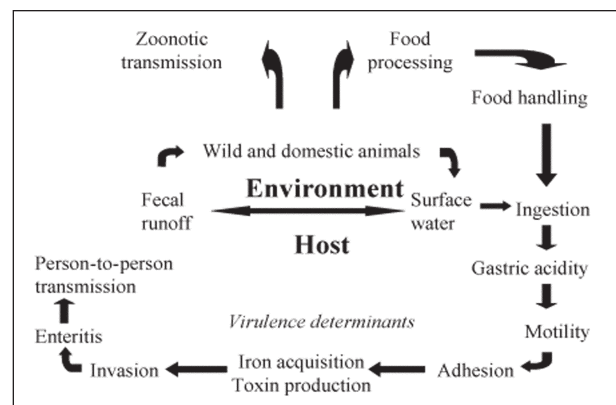 Zoonotic
transmission
Food
processing
Food handling
Wild and domestic animals
Fecal
runoff
Environment
Surface
water
Ingestion
Host
Person-to-person
transmission
Gastric acidity
Virulence determinants
Motility
Enteritis
Invasion
Iron acquisition
Toxin production
Adhesion